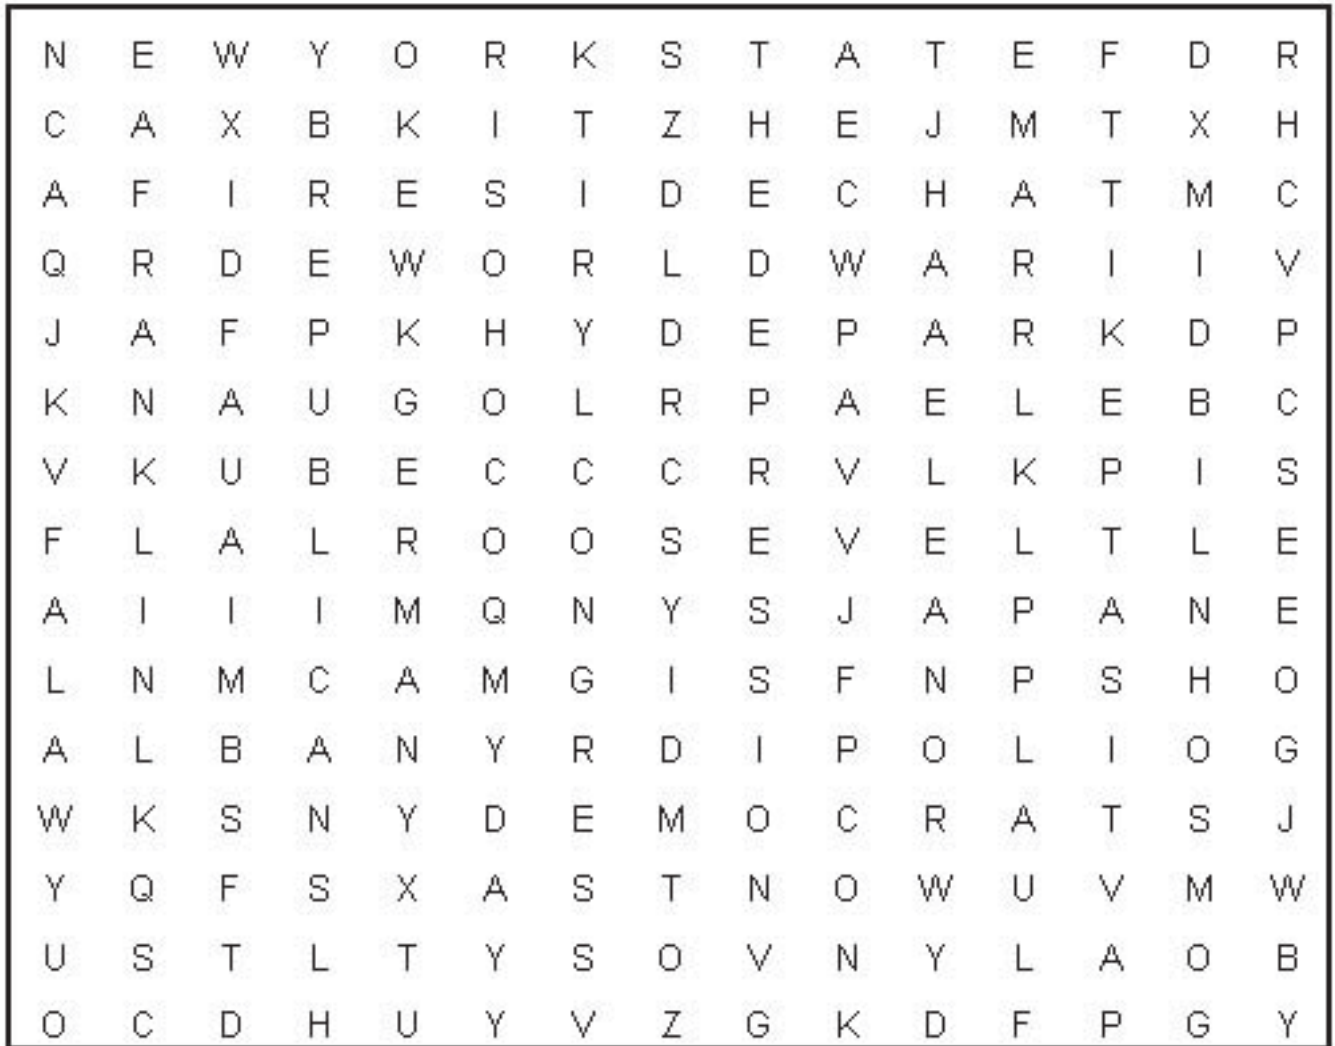 N E W Y O R K S T A T E F D R
C A X B K I T Z H E J M T X H
A F I R E S I D E C H A T M C
Q R D E W O R L D W A R I I V
J A F P K H Y D E P A R K D P
K N A U G O L R P A E L E B C
V K U B E C C C R V L K P I S
F L A L R O O S E V E L T L E
A I I I M Q N Y S J A P A N E
L N M C A M G I S F N P S H O
A L B A N Y R D I P O L I O G
W K S N Y D E M O C R A T S J
Y Q F S X A S T N O W U V M W
U S T L T Y S O V N Y L A O B
O C D H U Y V Z G K D F P G Y